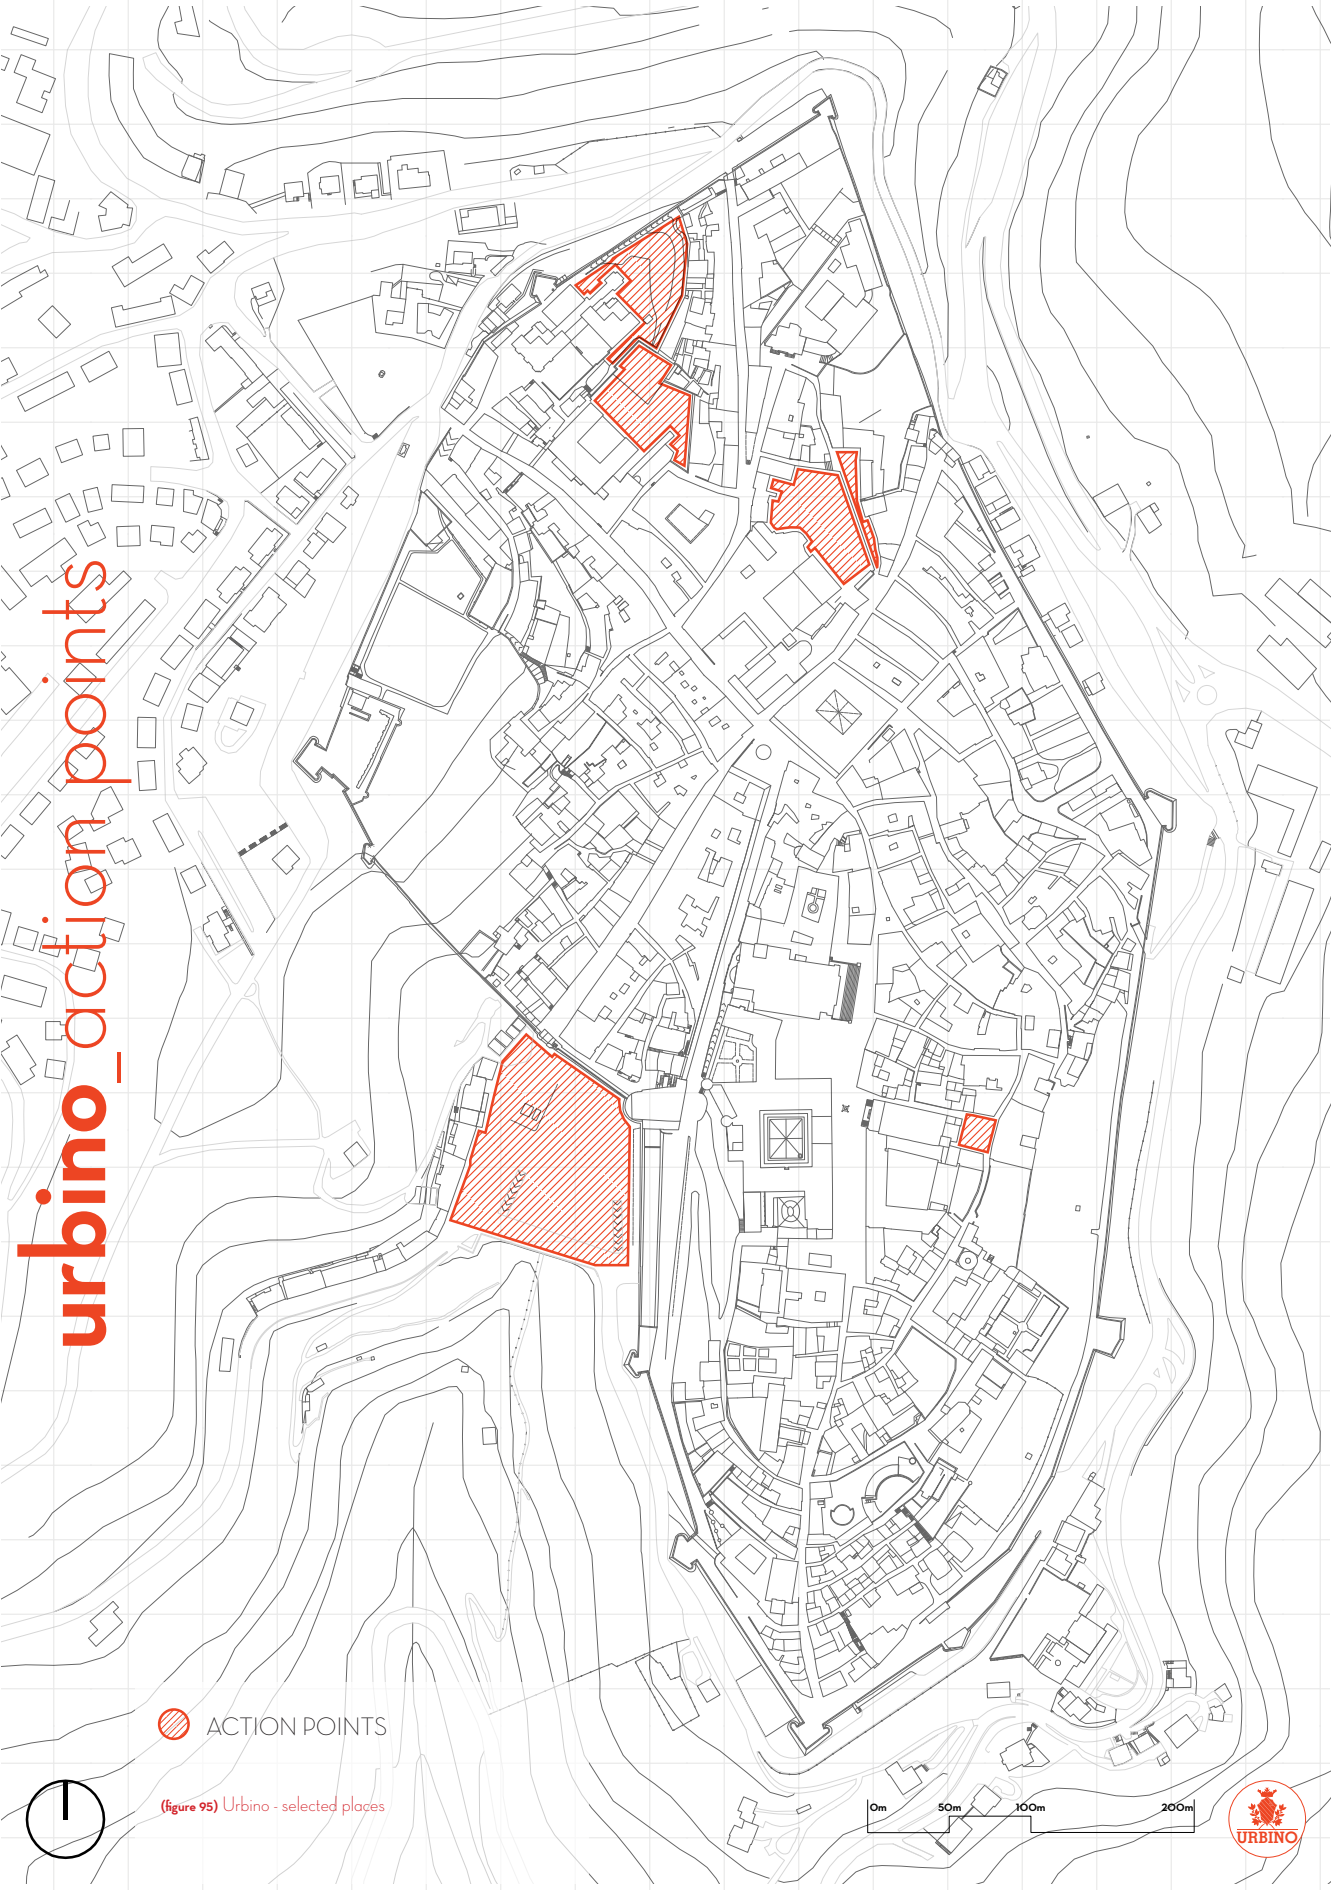 urbino_action points
ACTION POINTS
(figure 95) Urbino - selected places
0m 50m 100m 200m
URBINO